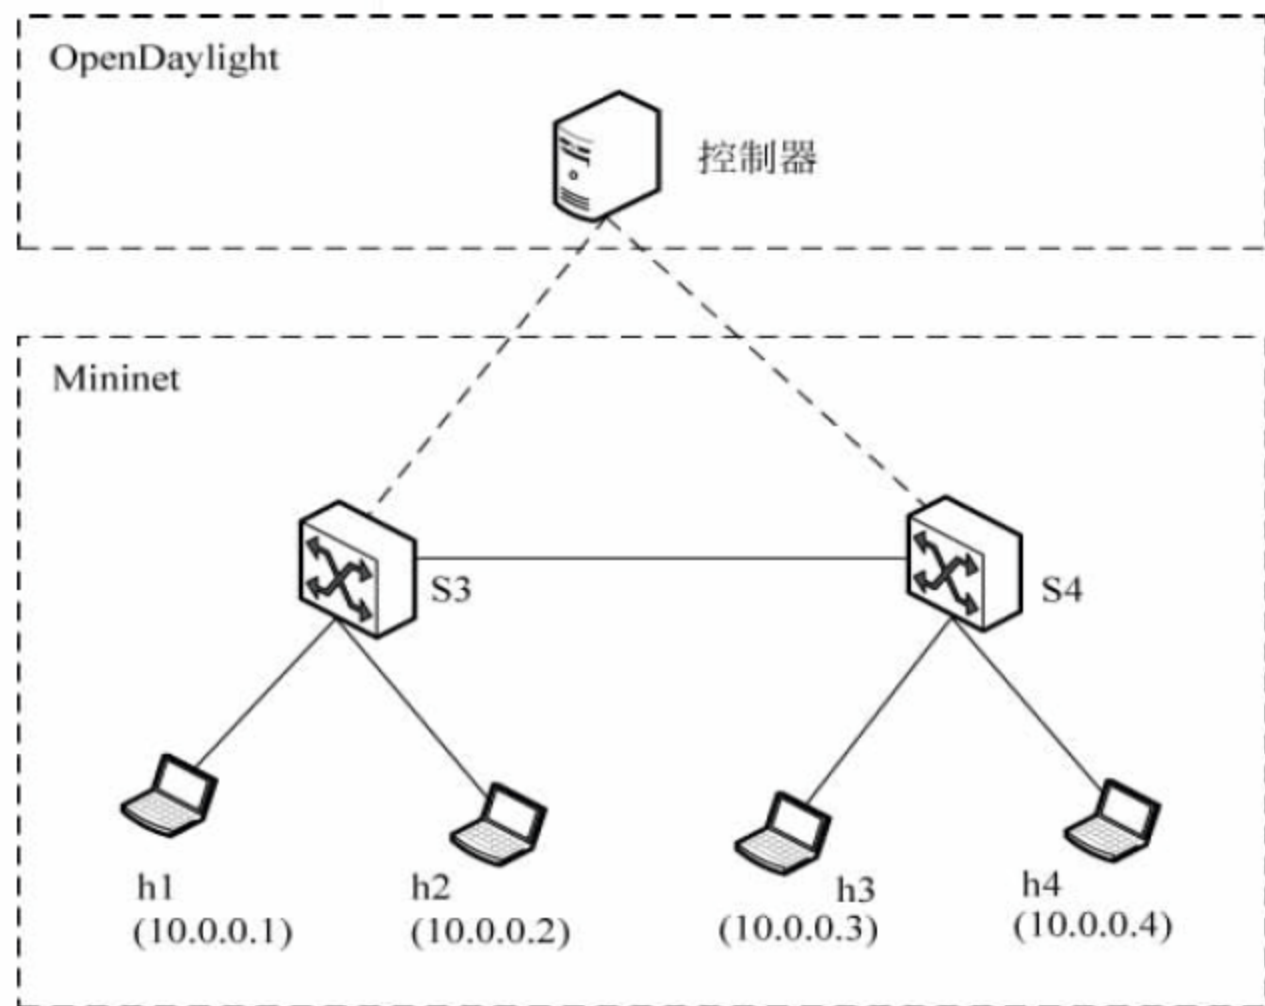 OpenDaylight
控制器
Mininet
S3
S4
h1
(10.0.0.1)
h2
(10.0.0.2)
h3
(10.0.0.3)
h4
(10.0.0.4)